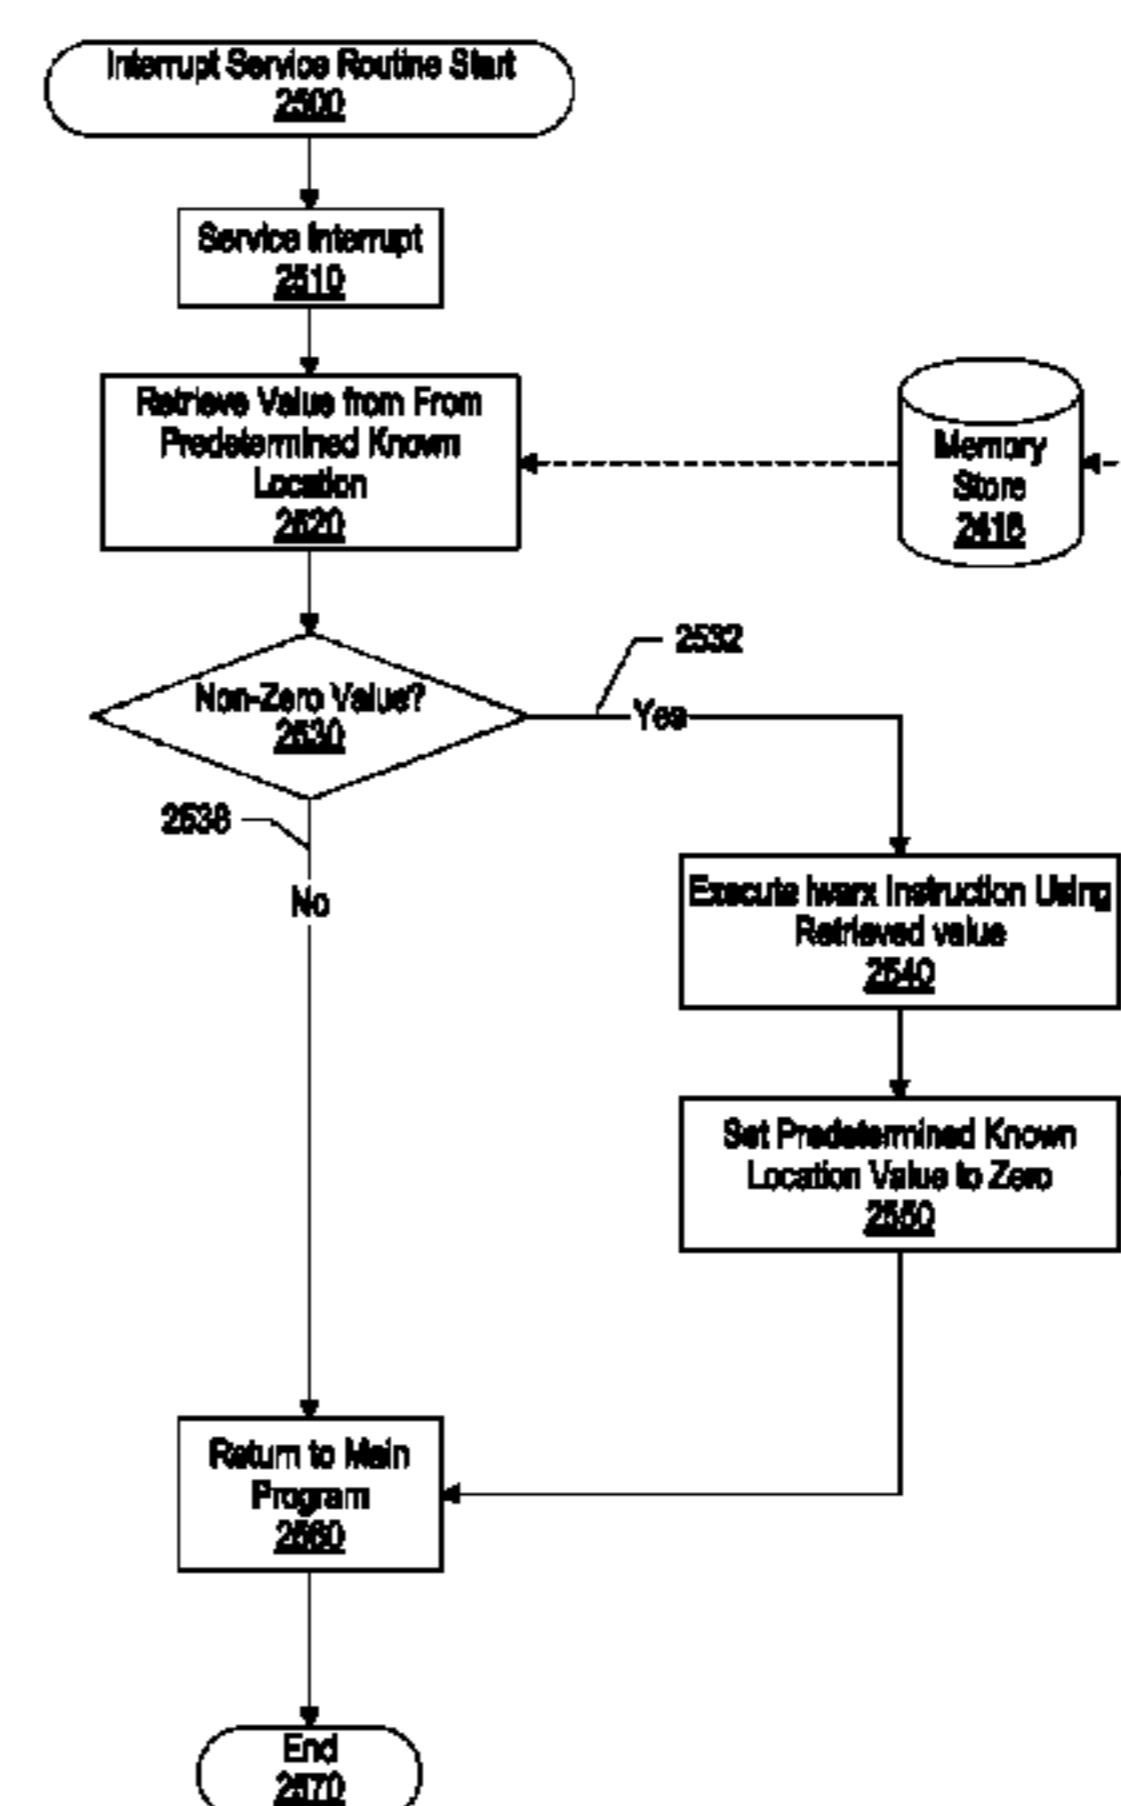 Interrupt Service Routine Start
2500
Service Interrupt
2510
Retrieve Value from From
Predetermined Known
Location
2520
Memory
Store
2418
Non-Zero Value?
2530
2532
Yes
2538
No
Execute lwarx Instruction Using
Retrieved value
2540
Set Predetermined Known
Location Value to Zero
2550
Return to Main
Program
2560
End
2570